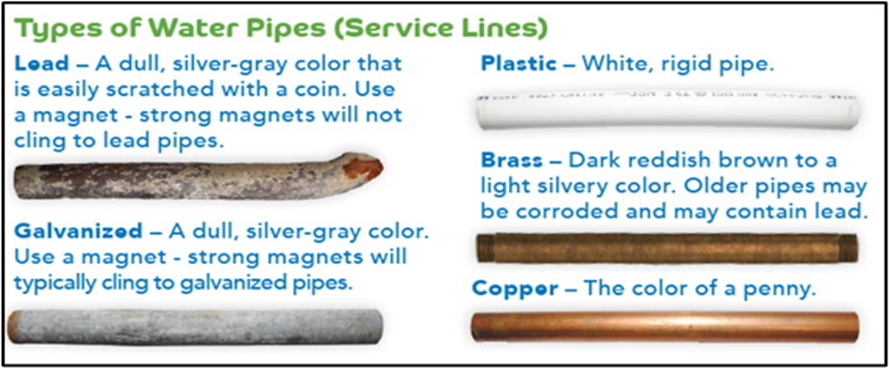 Types of Water Pipes (Service Lines)
Lead – A dull, silver-gray color that
is easily scratched with a coin. Use
a magnet - strong magnets will not
cling to lead pipes.
Galvanized – A dull, silver-gray color.
Use a magnet - strong magnets will
typically cling to galvanized pipes.
Plastic – White, rigid pipe.
Brass – Dark reddish brown to a
light silvery color. Older pipes may
be corroded and may contain lead.
Copper – The color of a penny.